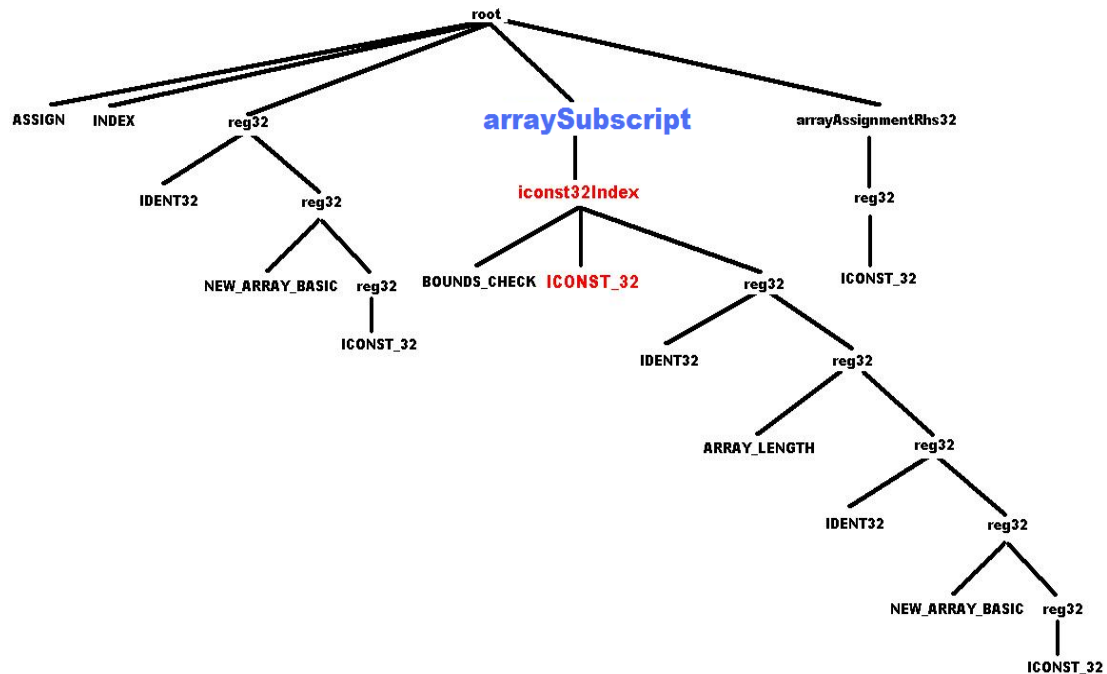 root
ASSIGN
INDEX
reg32
arraySubscript
arrayAssignmentRhs32
IDENT32
reg32
iconst32Index
reg32
NEW_ARRAY_BASIC
reg32
BOUNDS_CHECK
ICONST_32
reg32
ICONST_32
ICONST_32
IDENT32
reg32
ARRAY_LENGTH
reg32
IDENT32
reg32
NEW_ARRAY_BASIC
reg32
ICONST_32